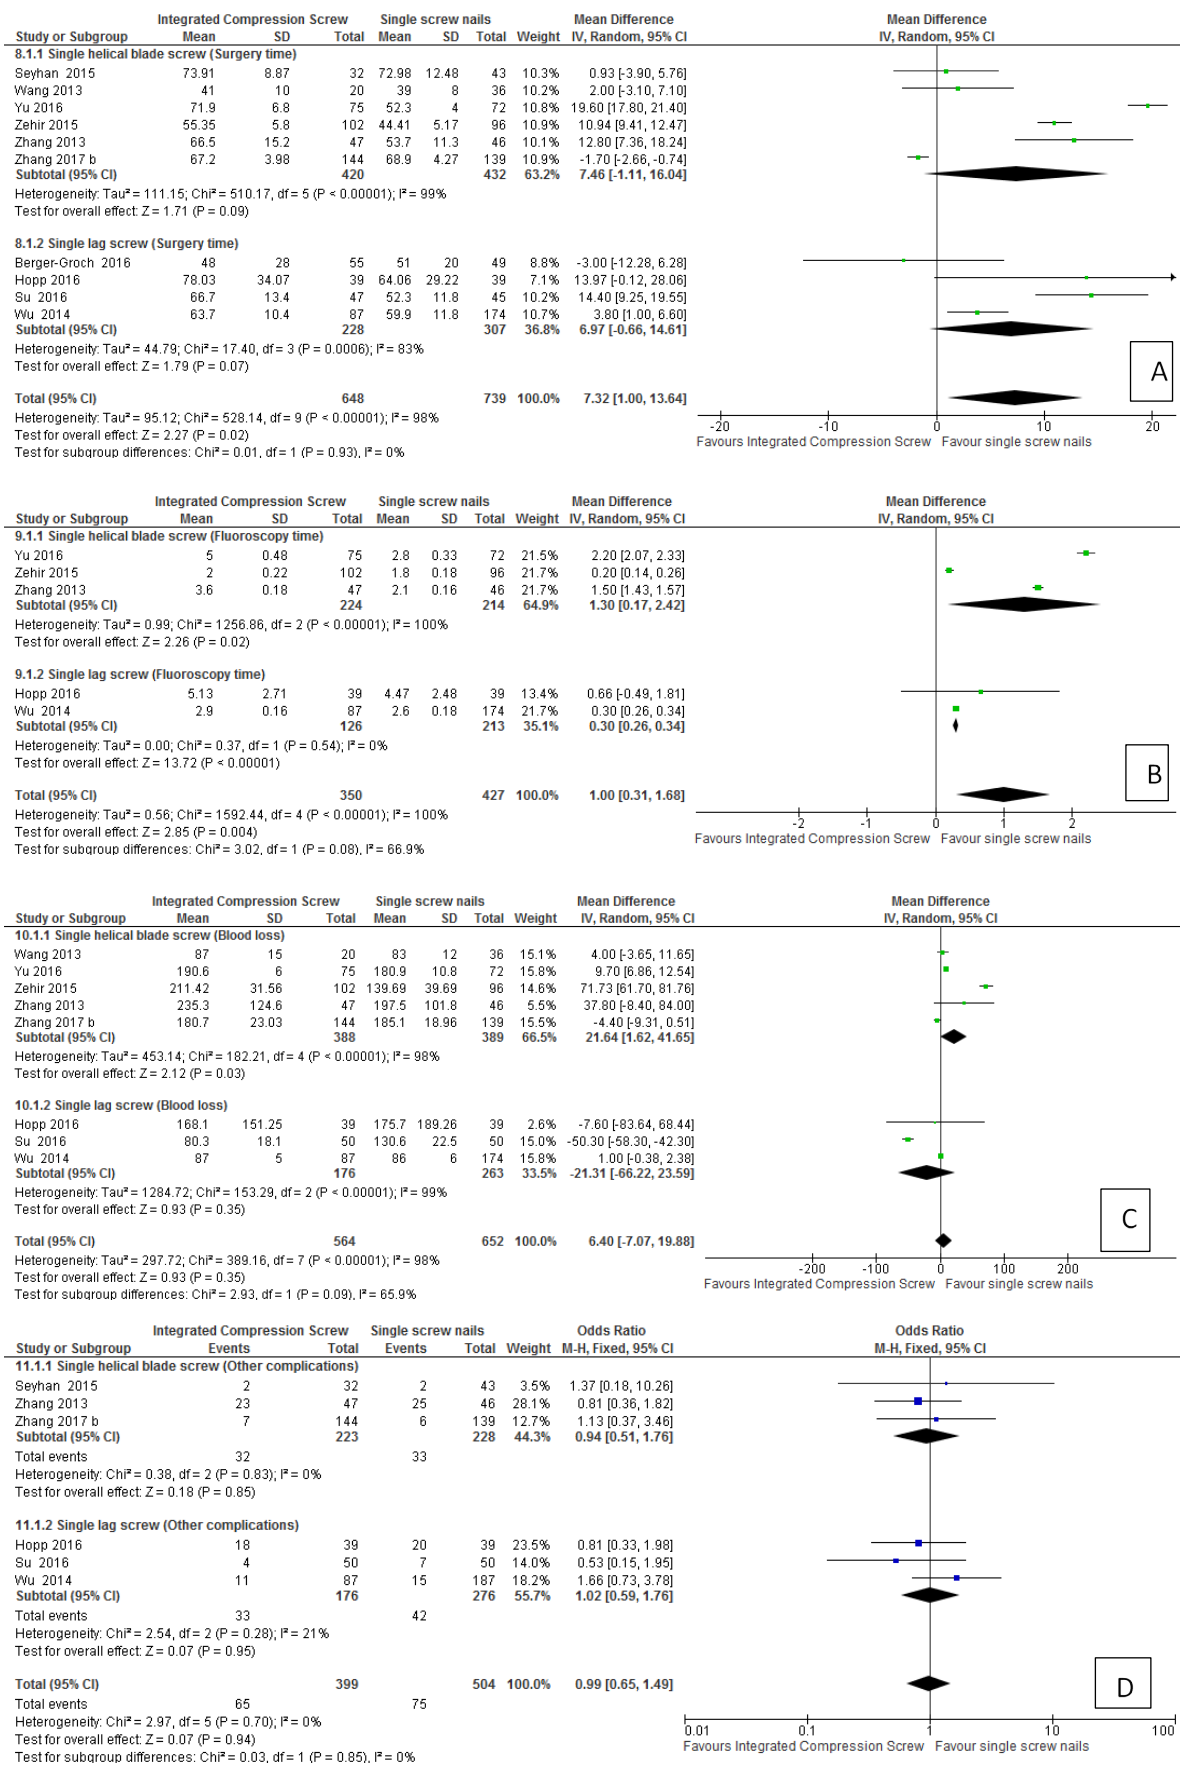 Integrated Compression Screw Single screw nails Mean Difference Mean Difference
Study or Subgroup Mean SD Total Mean SD Total Weight IV, Random, 95% CI IV, Random, 95% CI
8.1.1 Single helical blade screw (Surgery time)
Seyhan 2015 73.91 8.87 32 72.98 12.48 43 10.3% 0.93 [-3.90, 5.76]
Wang 2013 41 10 20 39 8 36 10.2% 2.00 [-3.10, 7.10]
Yu 2016 71.9 6.8 75 52.3 4 72 10.8% 19.60 [17.80, 21.40]
Zehir 2015 55.35 5.8 102 44.41 5.17 96 10.9% 10.94 [9.41, 12.47]
Zhang 2013 66.5 15.2 47 53.7 11.3 46 10.1% 12.80 [7.36, 18.24]
Zhang 2017 b 67.2 3.98 144 68.9 4.27 139 10.9% -1.70 [-2.66, -0.74]
Subtotal (95% CI) 420 432 63.2% 7.46 [-1.11, 16.04]
Heterogeneity: Tau² = 111.15; Chi² = 510.17, df = 5 (P < 0.00001); I² = 99%
Test for overall effect: Z = 1.71 (P = 0.09)
8.1.2 Single lag screw (Surgery time)
Berger-Groch 2016 48 28 55 51 20 49 8.8% -3.00 [-12.28, 6.28]
Hopp 2016 78.03 34.07 39 64.06 29.22 39 7.1% 13.97 [-0.12, 28.06]
Su 2016 66.7 13.4 47 52.3 11.8 45 10.2% 14.40 [9.25, 19.55]
Wu 2014 63.7 10.4 87 59.9 11.8 174 10.7% 3.80 [1.00, 6.60]
Subtotal (95% CI) 228 307 36.8% 6.97 [-0.66, 14.61]
Heterogeneity: Tau² = 44.79; Chi² = 17.40, df = 3 (P = 0.0006); I² = 83%
Test for overall effect: Z = 1.79 (P = 0.07)
A
Total (95% CI) 648 739 100.0% 7.32 [1.00, 13.64]
Heterogeneity: Tau² = 95.12; Chi² = 528.14, df = 9 (P < 0.00001); I² = 98%
Test for overall effect: Z = 2.27 (P = 0.02)
Test for subgroup differences: Chi² = 0.01, df = 1 (P = 0.93), I² = 0%
-20 -10 0 10 20
Favours Integrated Compression Screw Favour single screw nails
Integrated Compression Screw Single screw nails Mean Difference Mean Difference
Study or Subgroup Mean SD Total Mean SD Total Weight IV, Random, 95% CI IV, Random, 95% CI
9.1.1 Single helical blade screw (Fluoroscopy time)
Yu 2016 5 0.48 75 2.8 0.33 72 21.5% 2.20 [2.07, 2.33]
Zehir 2015 2 0.22 102 1.8 0.18 96 21.7% 0.20 [0.14, 0.26]
Zhang 2013 3.6 0.18 47 2.1 0.16 46 21.7% 1.50 [1.43, 1.57]
Subtotal (95% CI) 224 214 64.9% 1.30 [0.17, 2.42]
Heterogeneity: Tau² = 0.99; Chi² = 1256.86, df = 2 (P < 0.00001); I² = 100%
Test for overall effect: Z = 2.26 (P = 0.02)
9.1.2 Single lag screw (Fluoroscopy time)
Hopp 2016 5.13 2.71 39 4.47 2.48 39 13.4% 0.66 [-0.49, 1.81]
Wu 2014 2.9 0.16 87 2.6 0.18 174 21.7% 0.30 [0.26, 0.34]
Subtotal (95% CI) 126 213 35.1% 0.30 [0.26, 0.34]
Heterogeneity: Tau² = 0.00; Chi² = 0.37, df = 1 (P = 0.54); I² = 0%
Test for overall effect: Z = 13.72 (P < 0.00001)
B
Total (95% CI) 350 427 100.0% 1.00 [0.31, 1.68]
Heterogeneity: Tau² = 0.56; Chi² = 1592.44, df = 4 (P < 0.00001); I² = 100%
Test for overall effect: Z = 2.85 (P = 0.004)
Test for subgroup differences: Chi² = 3.02, df = 1 (P = 0.08), I² = 66.9%
-2 -1 0 1 2
Favours Integrated Compression Screw Favour single screw nails
Integrated Compression Screw Single screw nails Mean Difference Mean Difference
Study or Subgroup Mean SD Total Mean SD Total Weight IV, Random, 95% CI IV, Random, 95% CI
10.1.1 Single helical blade screw (Blood loss)
Wang 2013 87 15 20 83 12 36 15.1% 4.00 [-3.65, 11.65]
Yu 2016 190.6 6 75 180.9 10.8 72 15.8% 9.70 [6.86, 12.54]
Zehir 2015 211.42 31.56 102 139.69 39.69 96 14.6% 71.73 [61.70, 81.76]
Zhang 2013 235.3 124.6 47 197.5 101.8 46 5.5% 37.80 [-8.40, 84.00]
Zhang 2017 b 180.7 23.03 144 185.1 18.96 139 15.5% -4.40 [-9.31, 0.51]
Subtotal (95% CI) 388 389 66.5% 21.64 [1.62, 41.65]
Heterogeneity: Tau² = 453.14; Chi² = 182.21, df = 4 (P < 0.00001); I² = 98%
Test for overall effect: Z = 2.12 (P = 0.03)
10.1.2 Single lag screw (Blood loss)
Hopp 2016 168.1 151.25 39 175.7 189.26 39 2.6% -7.60 [-83.64, 68.44]
Su 2016 80.3 18.1 50 130.6 22.5 50 15.0% -50.30 [-58.30, -42.30]
Wu 2014 87 5 87 86 6 174 15.8% 1.00 [-0.38, 2.38]
Subtotal (95% CI) 176 263 33.5% -21.31 [-66.22, 23.59]
Heterogeneity: Tau² = 1284.72; Chi² = 153.29, df = 2 (P < 0.00001); I² = 99%
Test for overall effect: Z = 0.93 (P = 0.35)
C
Total (95% CI) 564 652 100.0% 6.40 [-7.07, 19.88]
Heterogeneity: Tau² = 297.72; Chi² = 389.16, df = 7 (P < 0.00001); I² = 98%
Test for overall effect: Z = 0.93 (P = 0.35)
Test for subgroup differences: Chi² = 2.93, df = 1 (P = 0.09), I² = 65.9%
-200 -100 0 100 200
Favours Integrated Compression Screw Favour single screw nails
Integrated Compression Screw Single screw nails Odds Ratio Odds Ratio
Study or Subgroup Events Total Events Total Weight M-H, Fixed, 95% CI M-H, Fixed, 95% CI
11.1.1 Single helical blade screw (Other complications)
Seyhan 2015 2 32 2 43 3.5% 1.37 [0.18, 10.26]
Zhang 2013 23 47 25 46 28.1% 0.81 [0.36, 1.82]
Zhang 2017 b 7 144 6 139 12.7% 1.13 [0.37, 3.46]
Subtotal (95% CI) 223 228 44.3% 0.94 [0.51, 1.76]
Total events 32 33
Heterogeneity: Chi² = 0.38, df = 2 (P = 0.83); I² = 0%
Test for overall effect: Z = 0.18 (P = 0.85)
11.1.2 Single lag screw (Other complications)
Hopp 2016 18 39 20 39 23.5% 0.81 [0.33, 1.98]
Su 2016 4 50 7 50 14.0% 0.53 [0.15, 1.95]
Wu 2014 11 87 15 187 18.2% 1.66 [0.73, 3.78]
Subtotal (95% CI) 176 276 55.7% 1.02 [0.59, 1.76]
Total events 33 42
Heterogeneity: Chi² = 2.54, df = 2 (P = 0.28); I² = 21%
Test for overall effect: Z = 0.07 (P = 0.95)
Total (95% CI) 399 504 100.0% 0.99 [0.65, 1.49]
D
Total events 65 75
Heterogeneity: Chi² = 2.97, df = 5 (P = 0.70); I² = 0%
Test for overall effect: Z = 0.07 (P = 0.94)
Test for subgroup differences: Chi² = 0.03, df = 1 (P = 0.85), I² = 0%
0.01 0.1 1 10 100
Favours Integrated Compression Screw Favour single screw nails